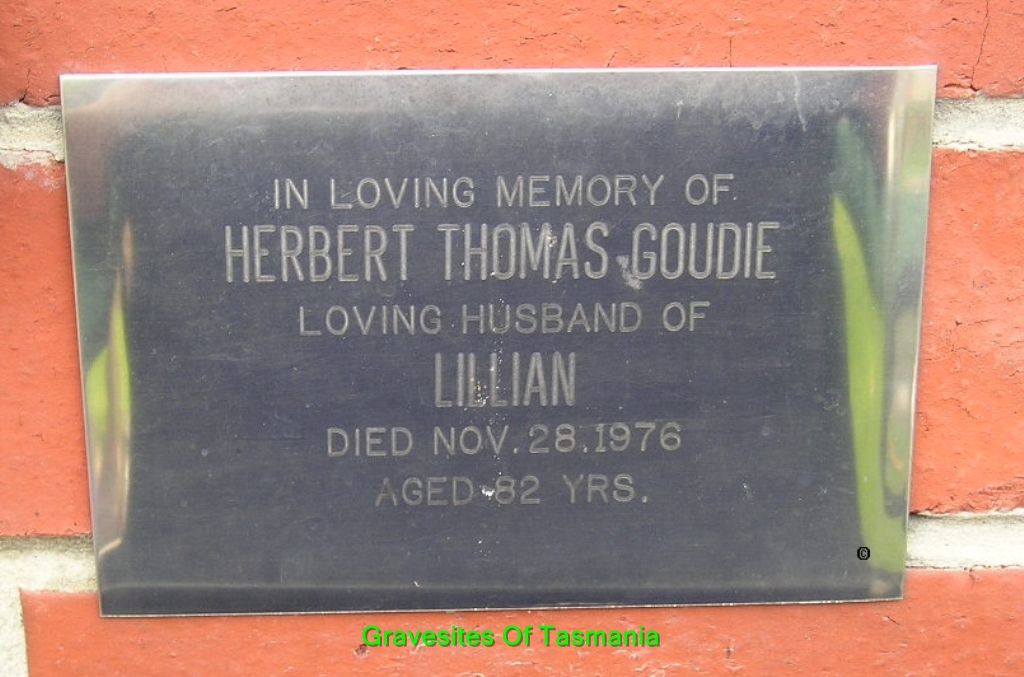 IN LOVING MEMORY OF
HERBERT THOMAS GOUDIE
LOVING HUSBAND OF
LILLIAN
DIED NOV. 28. 1976
AGED 82 YRS.
©
Gravesites Of Tasmania